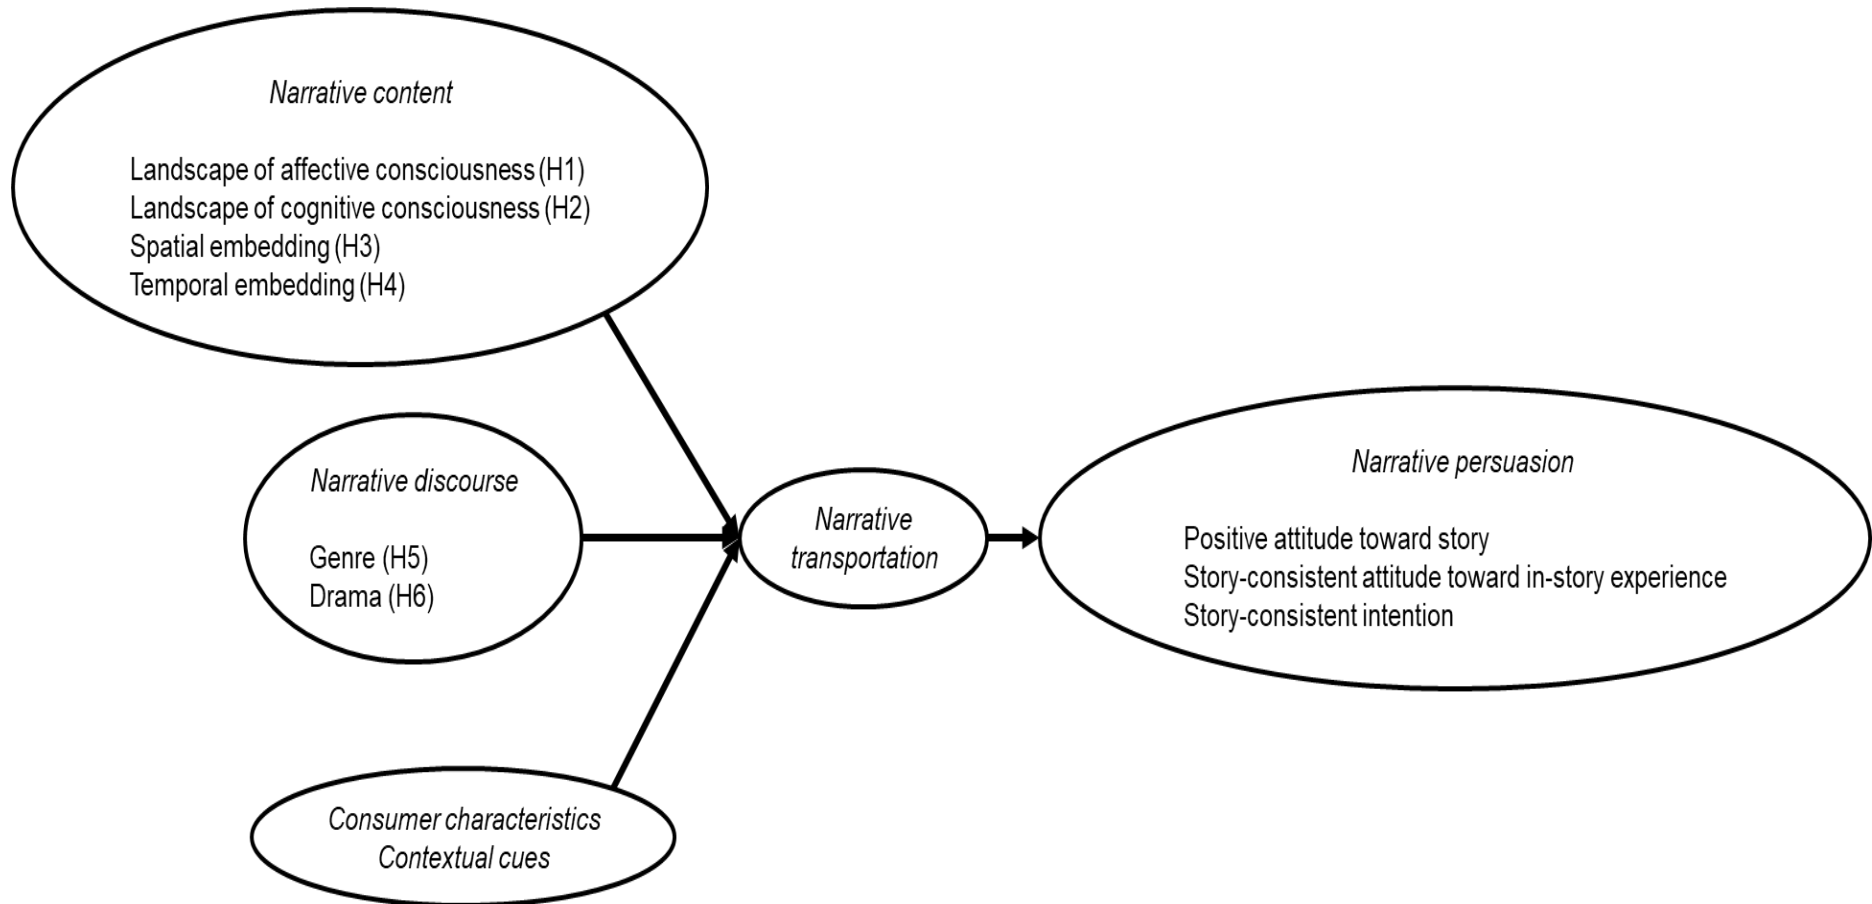 Narrative content
Landscape of affective consciousness (H1)
Landscape of cognitive consciousness (H2)
Spatial embedding (H3)
Temporal embedding (H4)
Narrative discourse
Genre (H5)
Drama (H6)
Consumer characteristics
Contextual cues
Narrative
transportation
Narrative persuasion
Positive attitude toward story
Story-consistent attitude toward in-story experience
Story-consistent intention